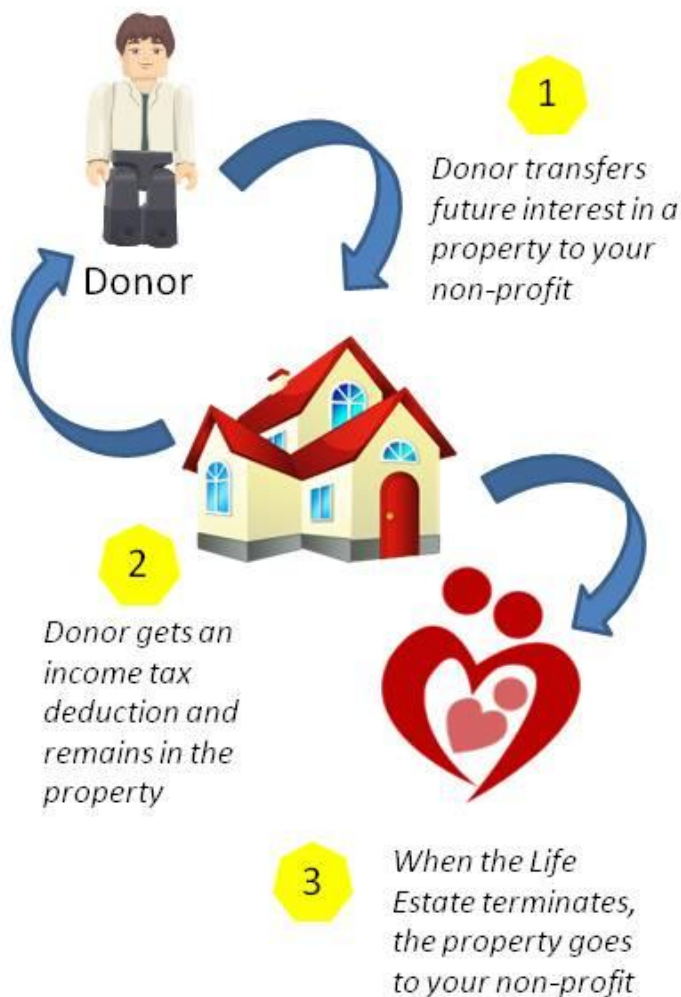 1
Donor transfers
future interest in a
property to your
non-profit
Donor
2
Donor gets an
income tax
deduction and
remains in the
property
3
When the Life
Estate terminates,
the property goes
to your non-profit